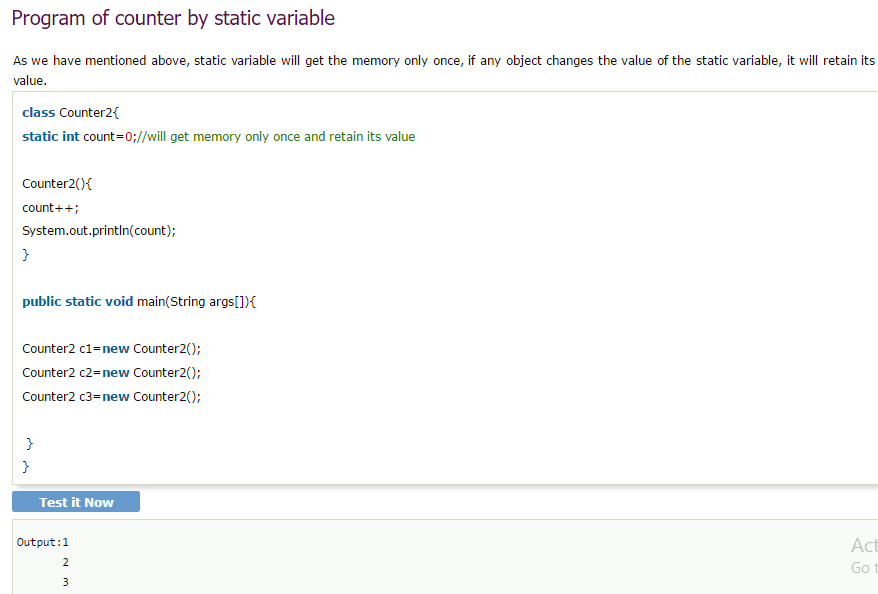 Program of counter by static variable
As we have mentioned above, static variable will get the memory only once, if any object changes the value of the static variable, it will retain its
value.
class Counter2{
static int count=0;//will get memory only once and retain its value
Counter2(){
count++;
System.out.println(count);
}
public static void main(String args[]){
Counter2 c1=new Counter2();
Counter2 c2=new Counter2();
Counter2 c3=new Counter2();
}
}
Test it Now
Output:1
2
3
Act
Go t